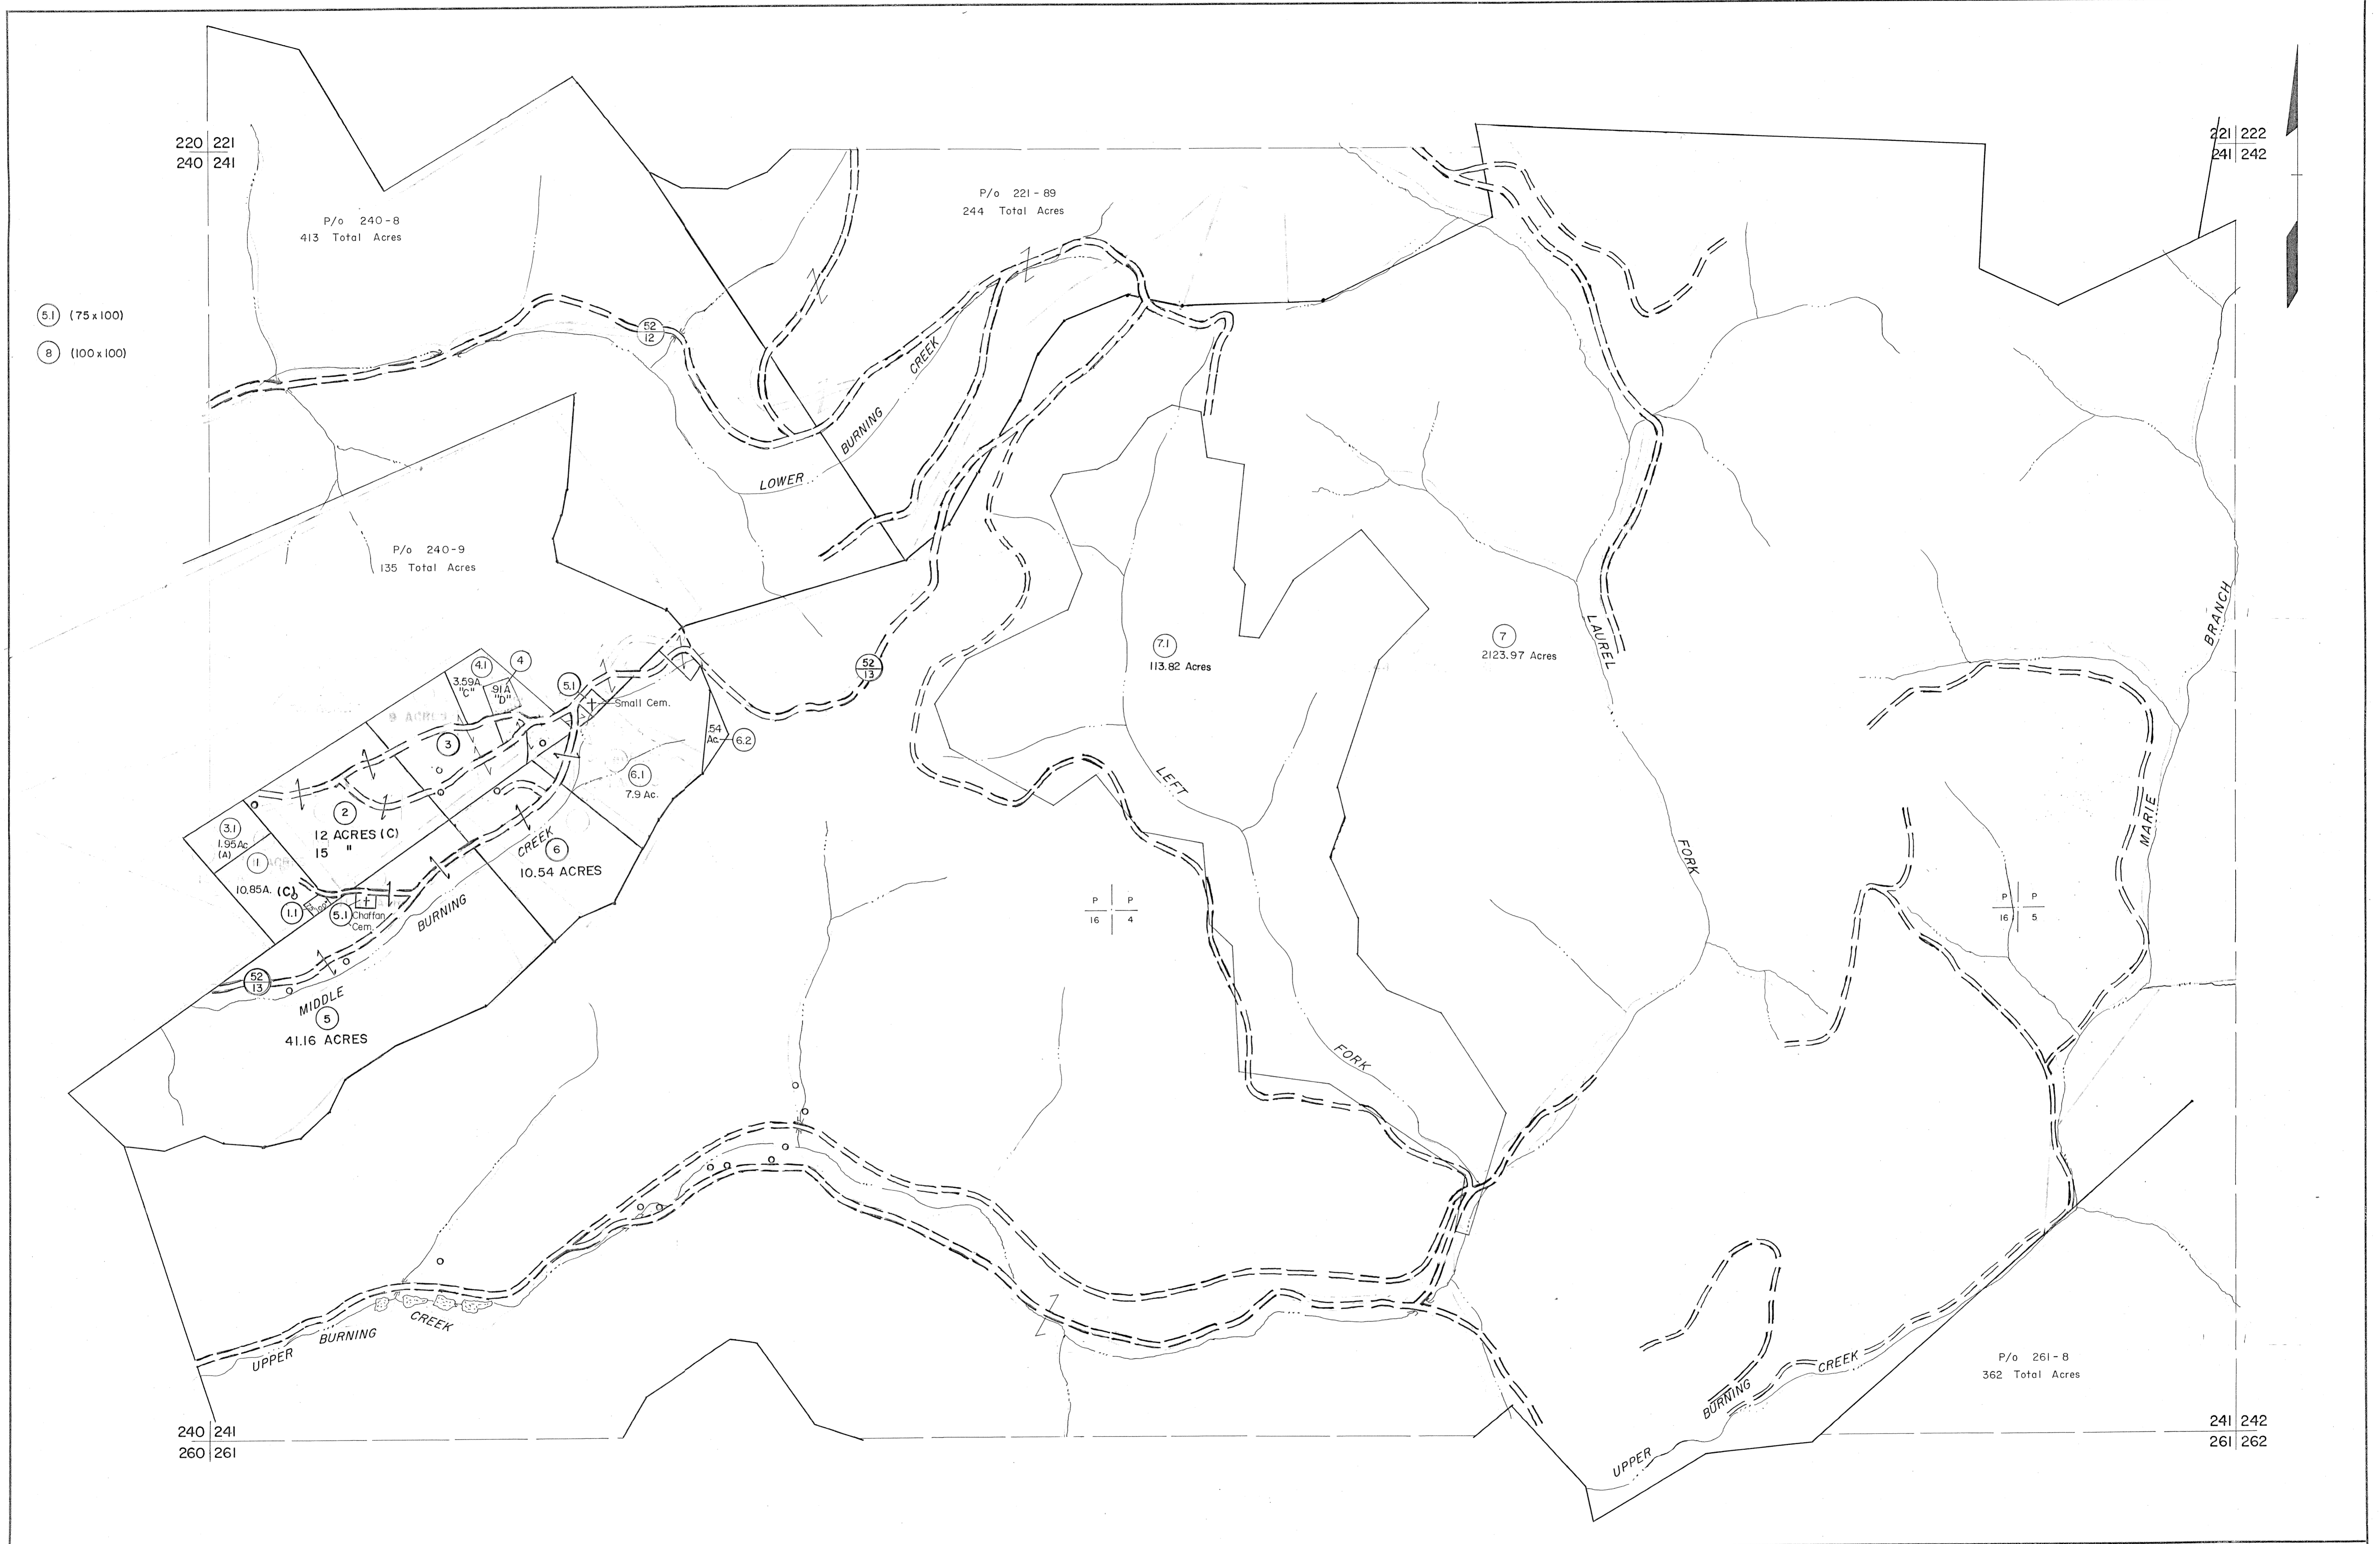 220 221
240 241
221 222
241 242
P/o 221-89
244 Total Acres
P/o 240-8
413 Total Acres
5.1 (75 x 100)
8 (100 x 100)
52
12
CREEK
BURNING
LOWER
P/o 240-9
135 Total Acres
BRANCH
LAUREL
7.1
113.82 Acres
7
2123.97 Acres
52
13
4.1
4
3.59A
"C"
.91A
"D"
5.1
Small Cem.
9 ACRES
3
.54
Ac.
6.2
6.1
7.9 Ac.
LEFT
2
12 ACRES (C)
15 "
3.1
1.95Ac
(A)
CREEK
6
10.54 ACRES
MARIE
FORK
10.85A. (C)
1.1
5.1
Chaffan
Cem.
BURNING
P P
16 4
P P
16 5
52
13
MIDDLE
5
41.16 ACRES
FORK
CREEK
BURNING
UPPER
CREEK
BURNING
UPPER
P/o 261-8
362 Total Acres
240 241
260 261
241 242
261 262